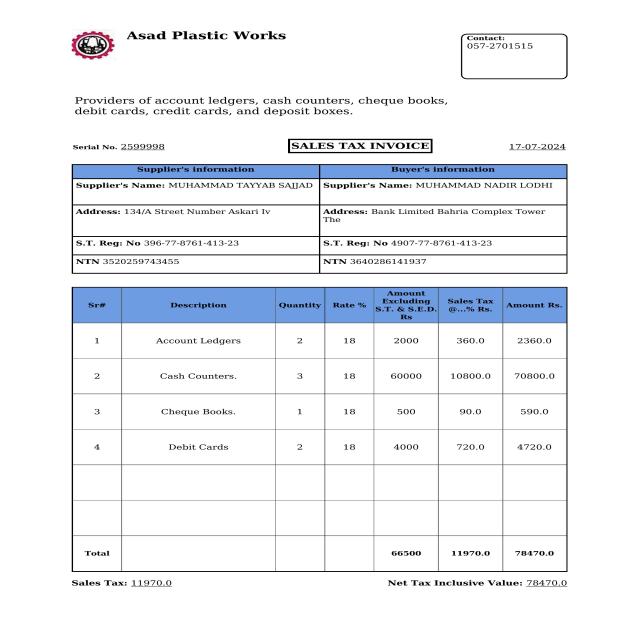 Asad Plastic Works
Contact:
057-2701515
Providers of account ledgers, cash counters, cheque books,
debit cards, credit cards, and deposit boxes.
Serial No. 2599998 SALES TAX INVOICE 17-07-2024
Supplier's information Buyer's information
Supplier's Name: MUHAMMAD TAYYAB SAJJAD Supplier's Name: MUHAMMAD NADIR LODHI
Address: 134/A Street Number Askari Iv Address: Bank Limited Bahria Complex Tower
The
S.T. Reg: No 396-77-8761-413-23 S.T. Reg: No 4907-77-8761-413-23
NTN 3520259743455 NTN 3640286141937
Sr# Description Quantity Rate % Amount Excluding S.T. & S.E.D. Rs Sales Tax @...% Rs. Amount Rs.
1 Account Ledgers 2 18 2000 360.0 2360.0
2 Cash Counters. 3 18 60000 10800.0 70800.0
3 Cheque Books. 1 18 500 90.0 590.0
4 Debit Cards 2 18 4000 720.0 4720.0
Total 66500 11970.0 78470.0
Sales Tax: 11970.0 Net Tax Inclusive Value: 78470.0